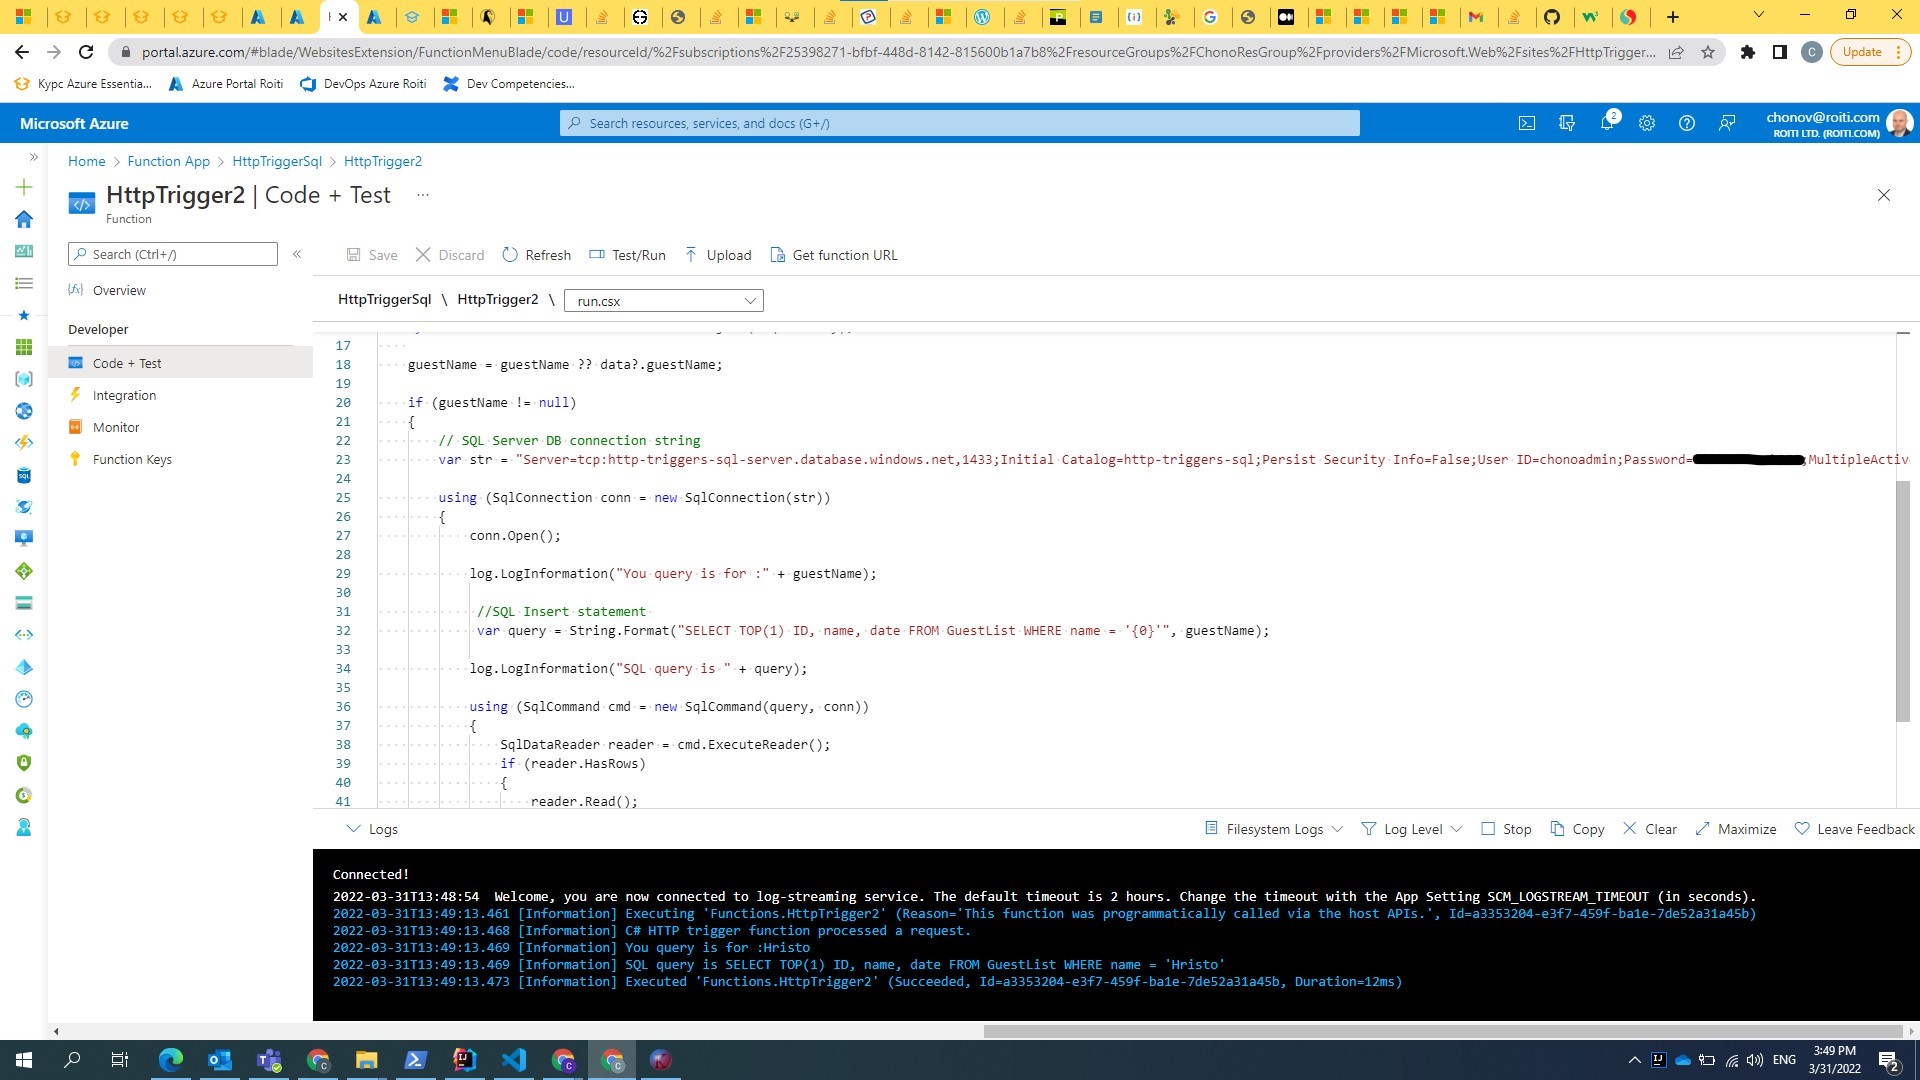 portal.azure.com/#blade/WebsitesExtension/FunctionMenuBlade/code/resourceId/%2Fsubscriptions%2F25398271-bfbf-448d-8142-815600b1a7b8%2FresourceGroups%2FChonoResGroup%2Fproviders%2FMicrosoft.Web%2Fsites%2FHttpTrigger...
C
Update
Курс Azure Essentia...
Azure Portal Roiti
DevOps Azure Roiti
Dev Competencies...
Microsoft Azure
Search resources, services, and docs (G+/)
2
chonov@roiti.com
ROITI LTD. (ROITI.COM)
Home > Function App > HttpTriggerSql > HttpTrigger2
HttpTrigger2 | Code + Test ...
Function
Search (Ctrl+/)
Overview
Developer
Code + Test
Integration
Monitor
Function Keys
Save
Discard
Refresh
Test/Run
Upload
Get function URL
HttpTriggerSql \ HttpTrigger2 \ run.csx
17
18 guestName = guestName ?? data?.guestName;
19
20 if (guestName != null)
21 {
22 // SQL Server DB connection string
23 var str = "Server=tcp:http-triggers-sql-server.database.windows.net,1433;Initial Catalog=http-triggers-sql;Persist Security Info=False;User ID=chonoadmin;Password= ;MultipleActiv
24
25 using (SqlConnection conn = new SqlConnection(str))
26 {
27 conn.Open();
28
29 log.LogInformation("You query is for :" + guestName);
30
31 //SQL Insert statement
32 var query = String.Format("SELECT TOP(1) ID, name, date FROM GuestList WHERE name = '{0}'", guestName);
33
34 log.LogInformation("SQL query is " + query);
35
36 using (SqlCommand cmd = new SqlCommand(query, conn))
37 {
38 SqlDataReader reader = cmd.ExecuteReader();
39 if (reader.HasRows)
40 {
41 reader.Read();
Logs
Filesystem Logs
Log Level
Stop
Copy
Clear
Maximize
Leave Feedback
Connected!
2022-03-31T13:48:54 Welcome, you are now connected to log-streaming service. The default timeout is 2 hours. Change the timeout with the App Setting SCM_LOGSTREAM_TIMEOUT (in seconds).
2022-03-31T13:49:13.461 [Information] Executing 'Functions.HttpTrigger2' (Reason='This function was programmatically called via the host APIs.', Id=a3353204-e3f7-459f-ba1e-7de52a31a45b)
2022-03-31T13:49:13.468 [Information] C# HTTP trigger function processed a request.
2022-03-31T13:49:13.469 [Information] You query is for :Hristo
2022-03-31T13:49:13.469 [Information] SQL query is SELECT TOP(1) ID, name, date FROM GuestList WHERE name = 'Hristo'
2022-03-31T13:49:13.473 [Information] Executed 'Functions.HttpTrigger2' (Succeeded, Id=a3353204-e3f7-459f-ba1e-7de52a31a45b, Duration=12ms)
ENG
3:49 PM
3/31/2022
2